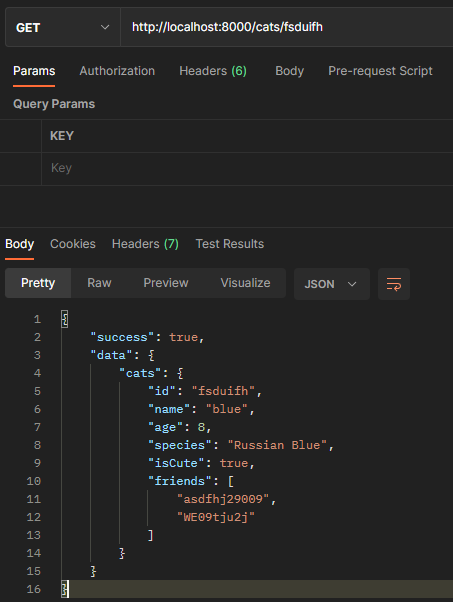 GET http://localhost:8000/cats/fsduifh
Params Authorization Headers (6) Body Pre-request Script
Query Params
KEY
Key
Body Cookies Headers (7) Test Results
Pretty Raw Preview Visualize JSON
1 {
2 "success": true,
3 "data": {
4 "cats": {
5 "id": "fsduifh",
6 "name": "blue",
7 "age": 8,
8 "species": "Russian Blue",
9 "isCute": true,
10 "friends": [
11 "asdfhj29009",
12 "WE09tju2j"
13 ]
14 }
15 }
16 }